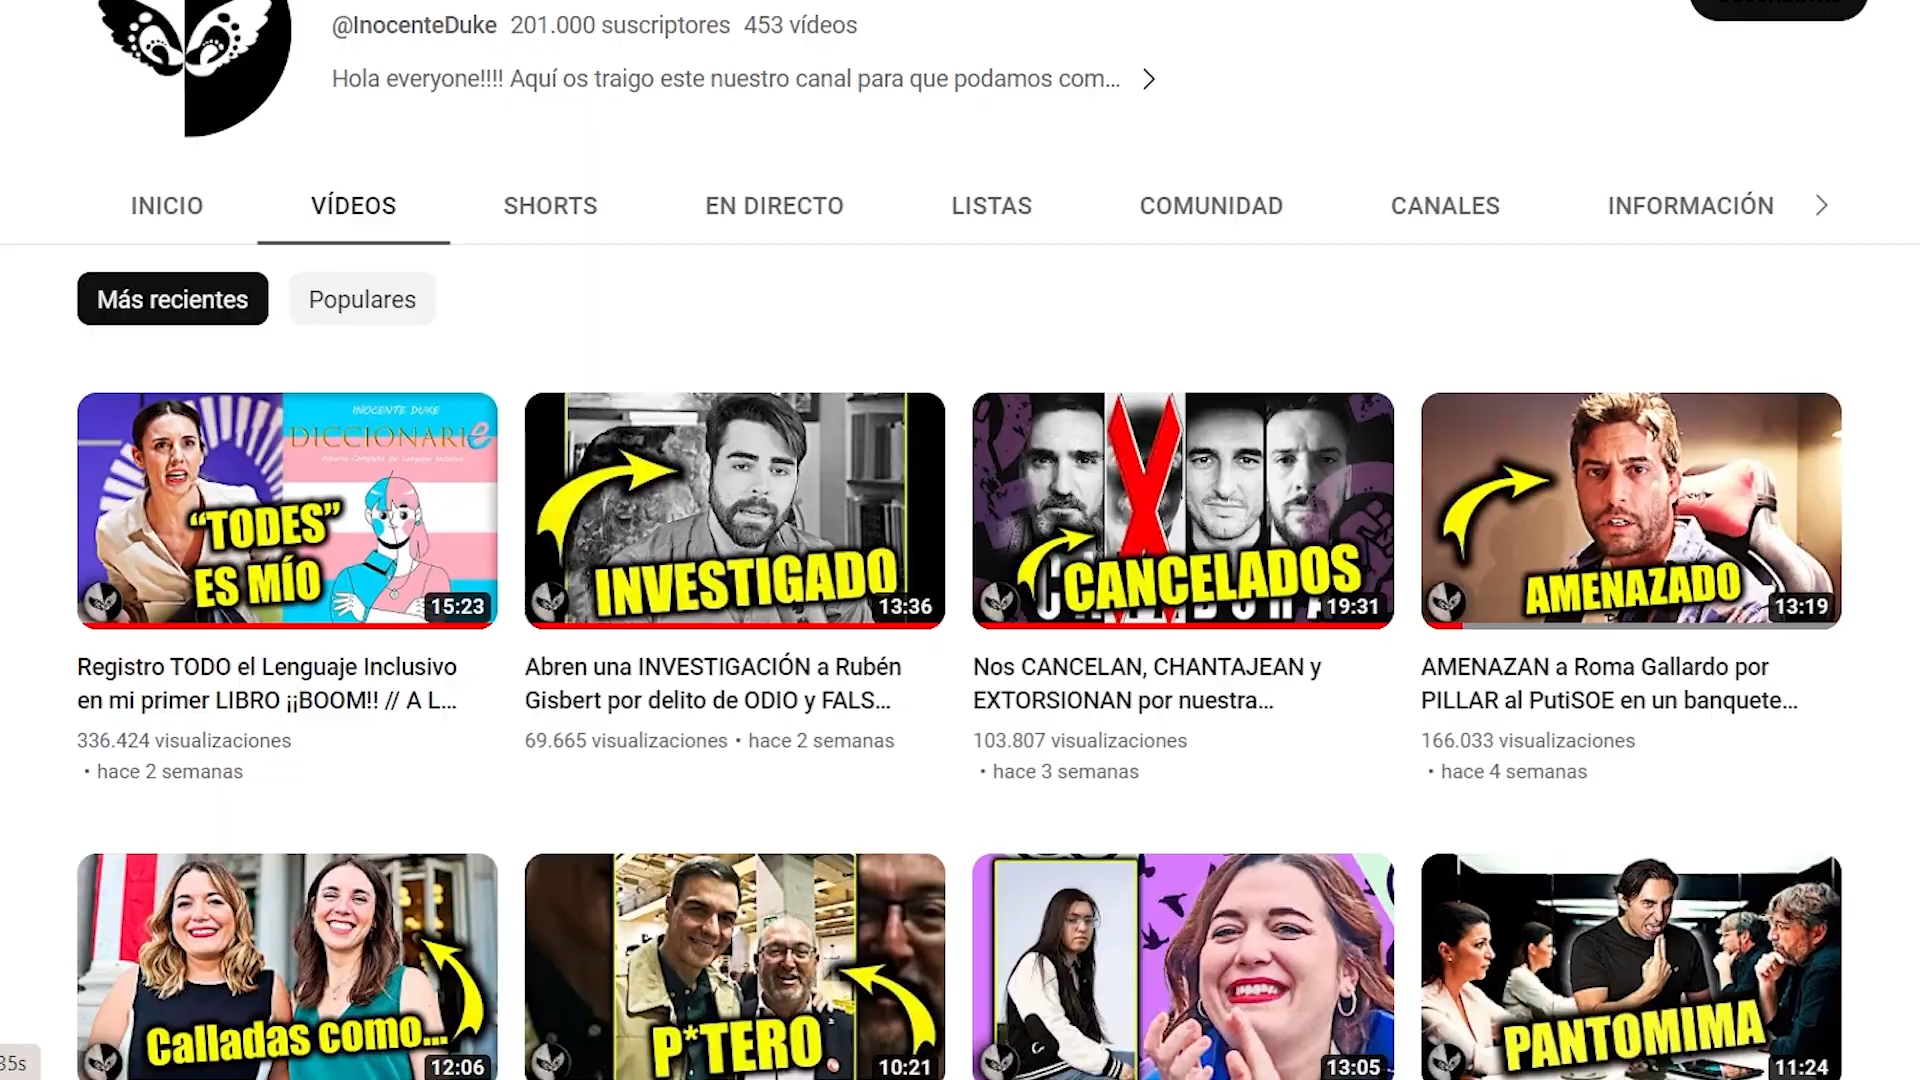 @InocenteDuke 201.000 suscriptores 453 vídeos
Hola everyone!!!! Aquí os traigo este nuestro canal para que podamos com...
INICIO VÍDEOS SHORTS EN DIRECTO LISTAS COMUNIDAD CANALES INFORMACIÓN
Más recientes Populares
INOCENTE DUKE
DICCIONARIE
"TODES"
ES MÍO
15:23
INVESTIGADO
13:36
CANCELADOS
19:31
AMENAZADO
13:19
Registro TODO el Lenguaje Inclusivo
en mi primer LIBRO ¡¡BOOM!! // A L...
336.424 visualizaciones
• hace 2 semanas
Abren una INVESTIGACIÓN a Rubén
Gisbert por delito de ODIO y FALS...
69.665 visualizaciones • hace 2 semanas
Nos CANCELAN, CHANTAJEAN y
EXTORSIONAN por nuestra...
103.807 visualizaciones
• hace 3 semanas
AMENAZAN a Roma Gallardo por
PILLAR al PutiSOE en un banquete...
166.033 visualizaciones
• hace 4 semanas
Calladas como...
12:06
P*TERO
10:21
13:05
PANTOMIMA
11:24
35s